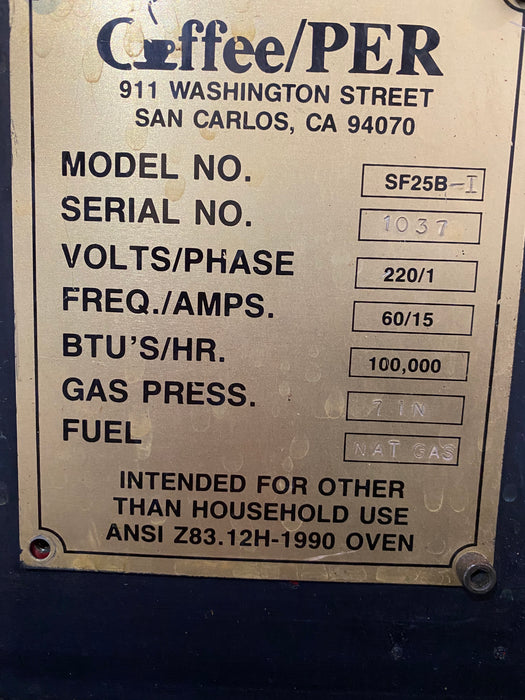 Coffee/PER
911 WASHINGTON STREET
SAN CARLOS, CA 94070
MODEL NO. SF25B-I
SERIAL NO. 1037
VOLTS/PHASE 220/1
FREQ./AMPS. 60/15
BTU'S/HR. 100,000
GAS PRESS. 7 IN
FUEL NAT GAS
INTENDED FOR OTHER
THAN HOUSEHOLD USE
ANSI Z83.12H-1990 OVEN